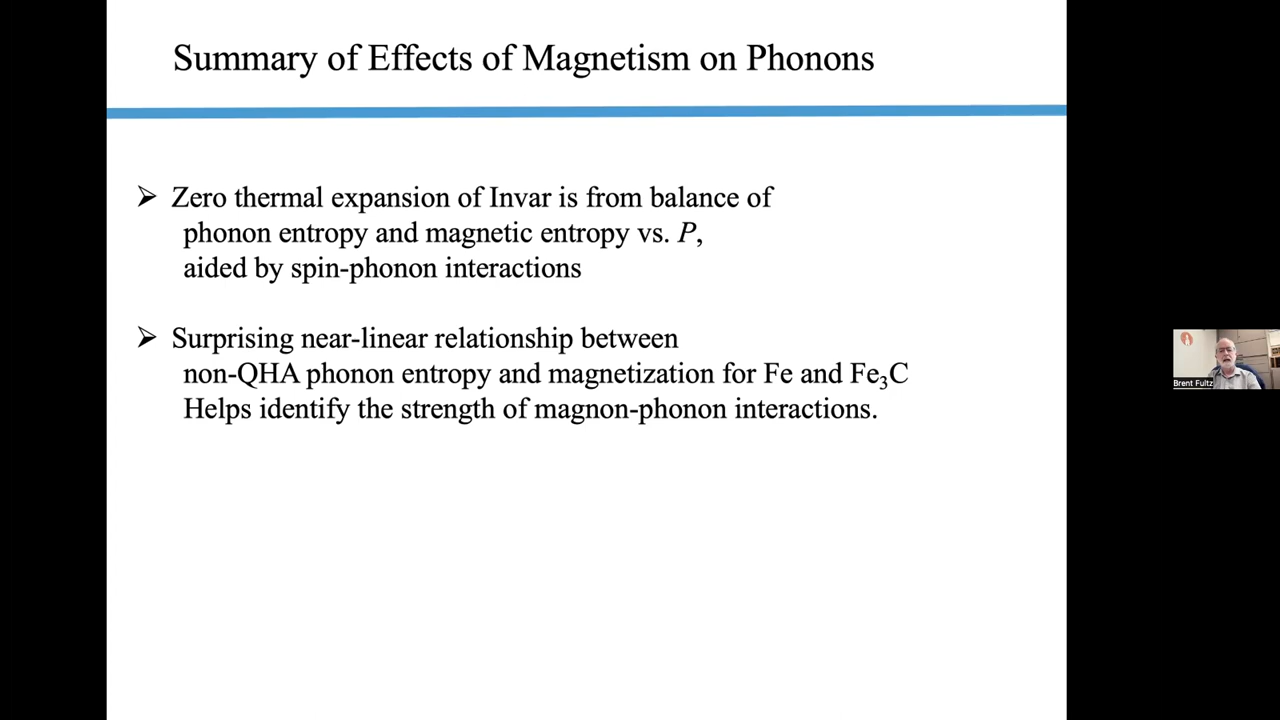 Summary of Effects of Magnetism on Phonons
➢ Zero thermal expansion of Invar is from balance of
phonon entropy and magnetic entropy vs. P,
aided by spin-phonon interactions
➢ Surprising near-linear relationship between
non-QHA phonon entropy and magnetization for Fe and Fe₃C
Helps identify the strength of magnon-phonon interactions.
Brent Fultz